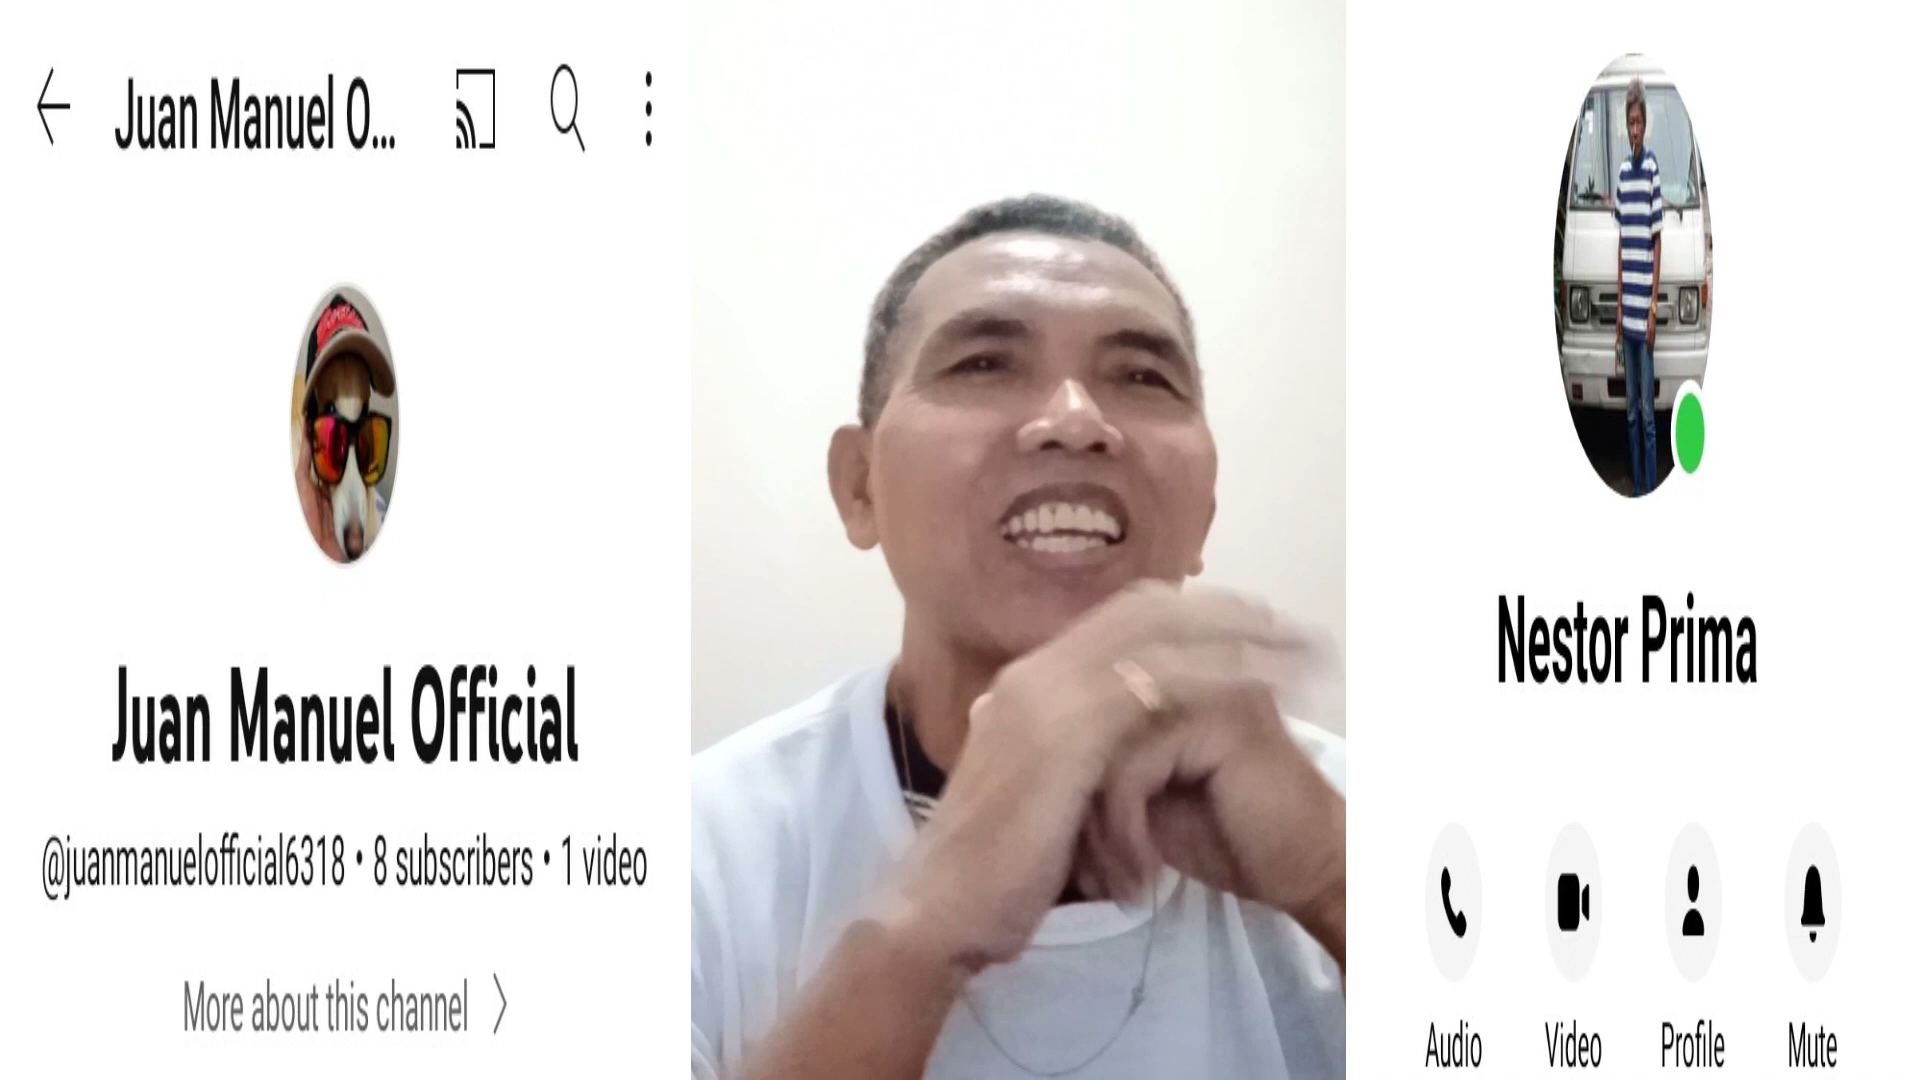 Juan Manuel O...
Juan Manuel Official
@juanmanuelofficial6318 • 8 subscribers • 1 video
More about this channel
Nestor Prima
Audio Video Profile Mute